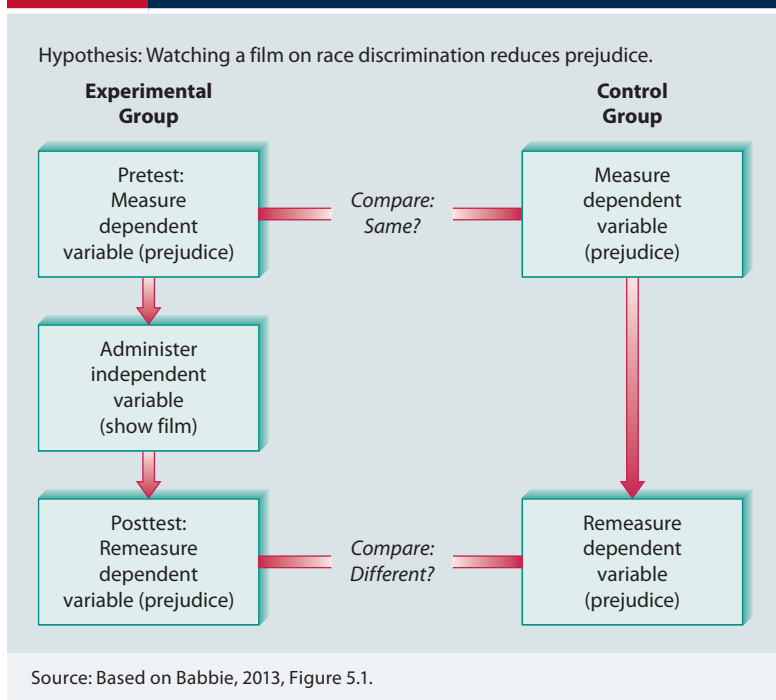 Hypothesis: Watching a film on race discrimination reduces prejudice.
Experimental
Group
Control
Group
Pretest:
Measure
dependent
variable (prejudice)
Compare:
Same?
Measure
dependent
variable
(prejudice)
Administer
independent
variable
(show film)
Posttest:
Remeasure
dependent
variable (prejudice)
Compare:
Different?
Remeasure
dependent
variable
(prejudice)
Source: Based on Babbie, 2013, Figure 5.1.